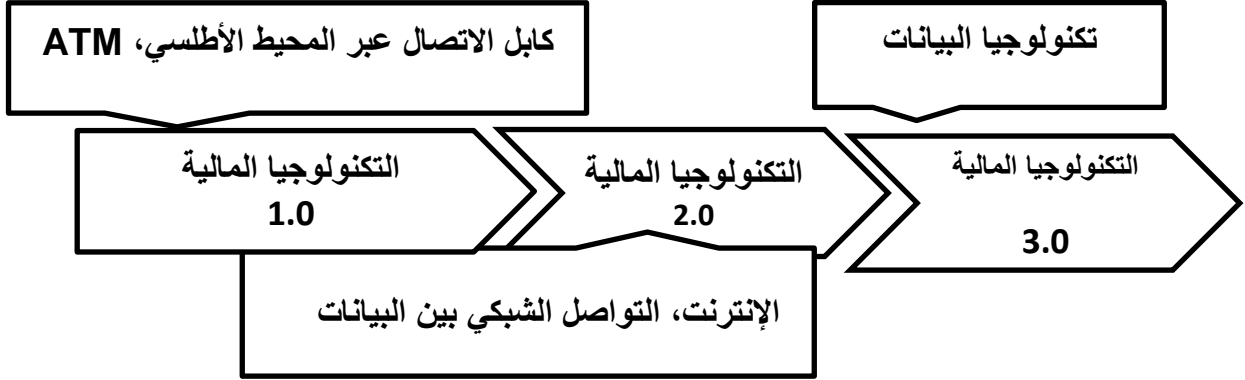 كابل الاتصال عبر المحيط الأطلسي، ATM
تكنولوجيا البيانات
التكنولوجيا المالية
1.0
التكنولوجيا المالية
2.0
التكنولوجيا المالية
3.0
الإنترنت، التواصل الشبكي بين البيانات